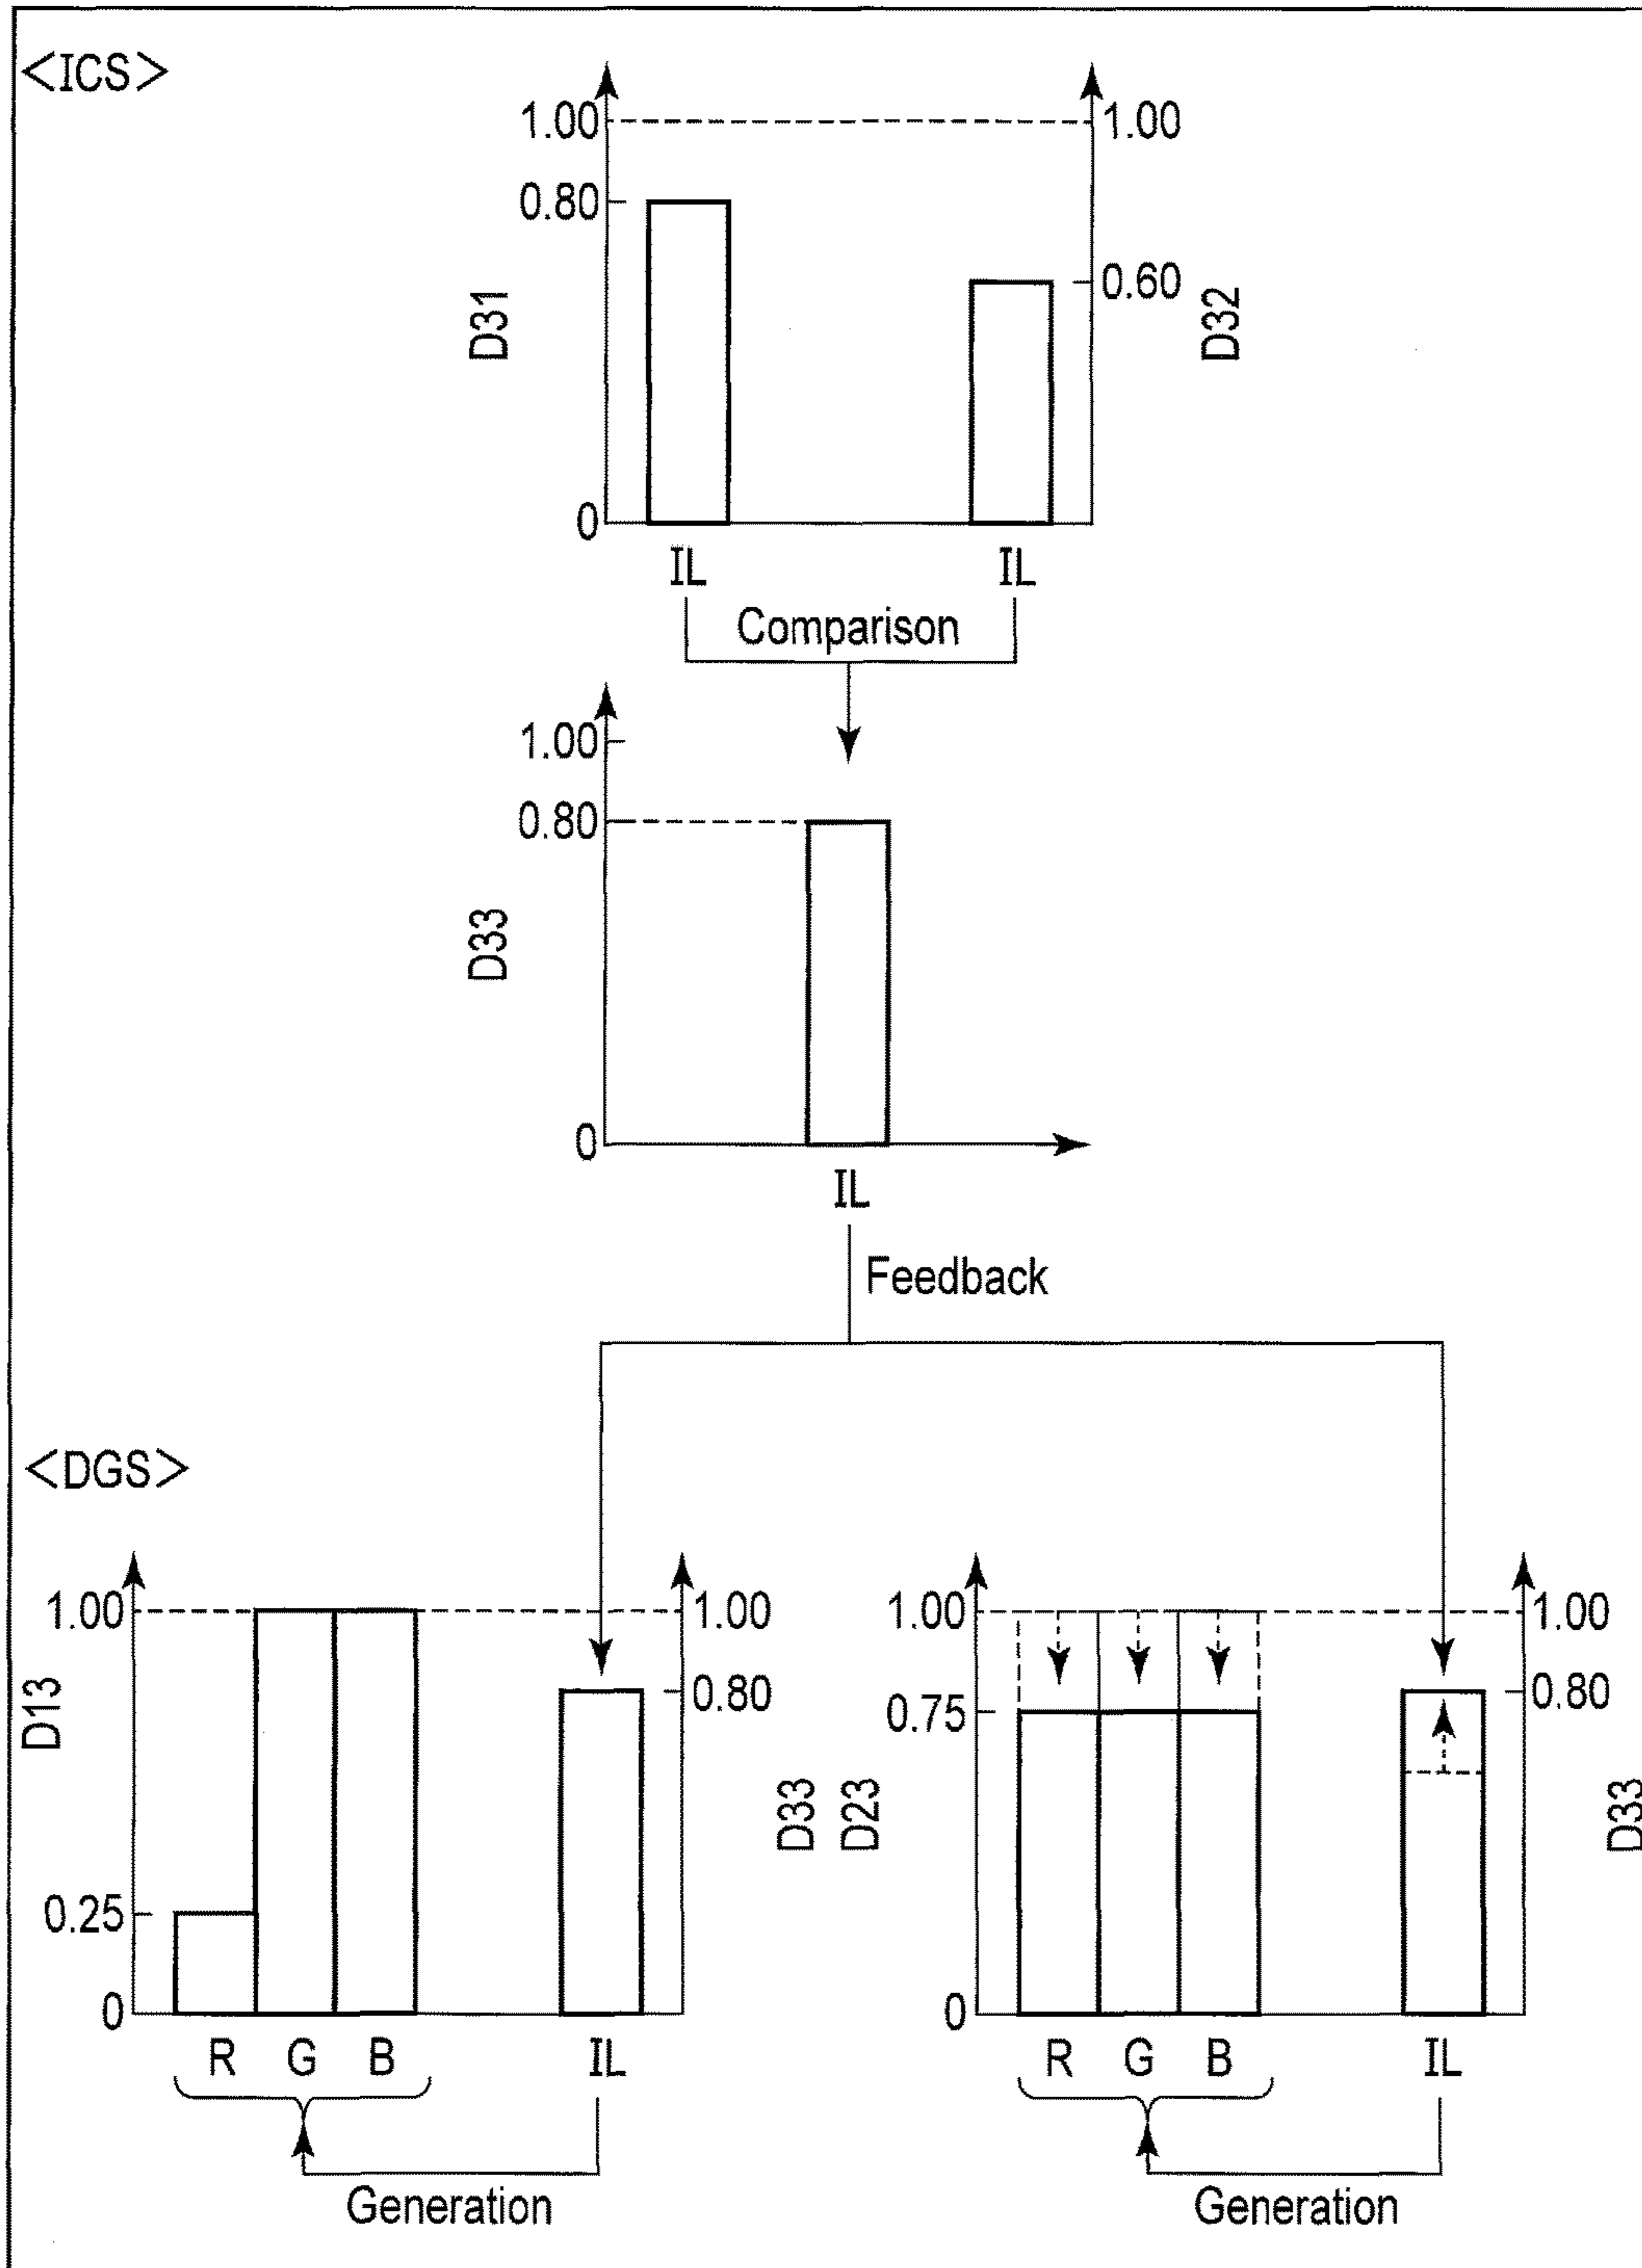 <ICS>
1.00 1.00
0.80
0.60
D31 D32
0
IL IL
Comparison
1.00
0.80
D33
0
IL
Feedback
<DGS>
1.00 1.00 1.00 1.00
0.80 0.80
0.75
D13
D33 D23 D33
0.25
0 0
R G B IL R G B IL
Generation Generation